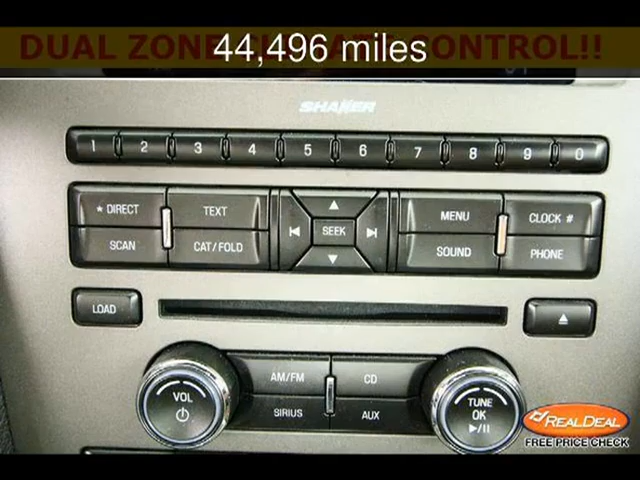 DUAL ZONE CLIMATE CONTROL!!
44,496 miles
SHAKER
1 2 3 4 5 6 7 8 9 0
* DIRECT TEXT SEEK MENU CLOCK #
SCAN CAT/FOLD SOUND PHONE
LOAD
VOL AM/FM CD TUNE
SIRIUS AUX OK
REALDEAL
FREE PRICE CHECK